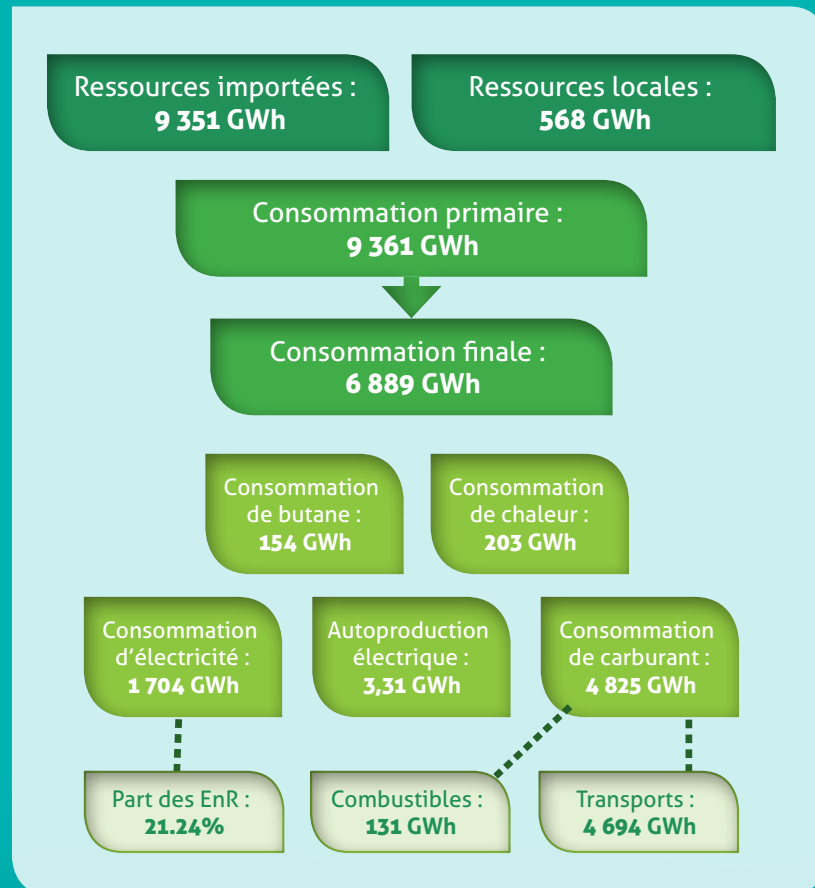 Ressources importées :
9 351 GWh
Ressources locales :
568 GWh
Consommation primaire :
9 361 GWh
Consommation finale :
6 889 GWh
Consommation
de butane :
154 GWh
Consommation
de chaleur :
203 GWh
Consommation
d'électricité :
1 704 GWh
Autoproduction
électrique :
3,31 GWh
Consommation
de carburant :
4 825 GWh
Part des EnR :
21.24%
Combustibles :
131 GWh
Transports :
4 694 GWh